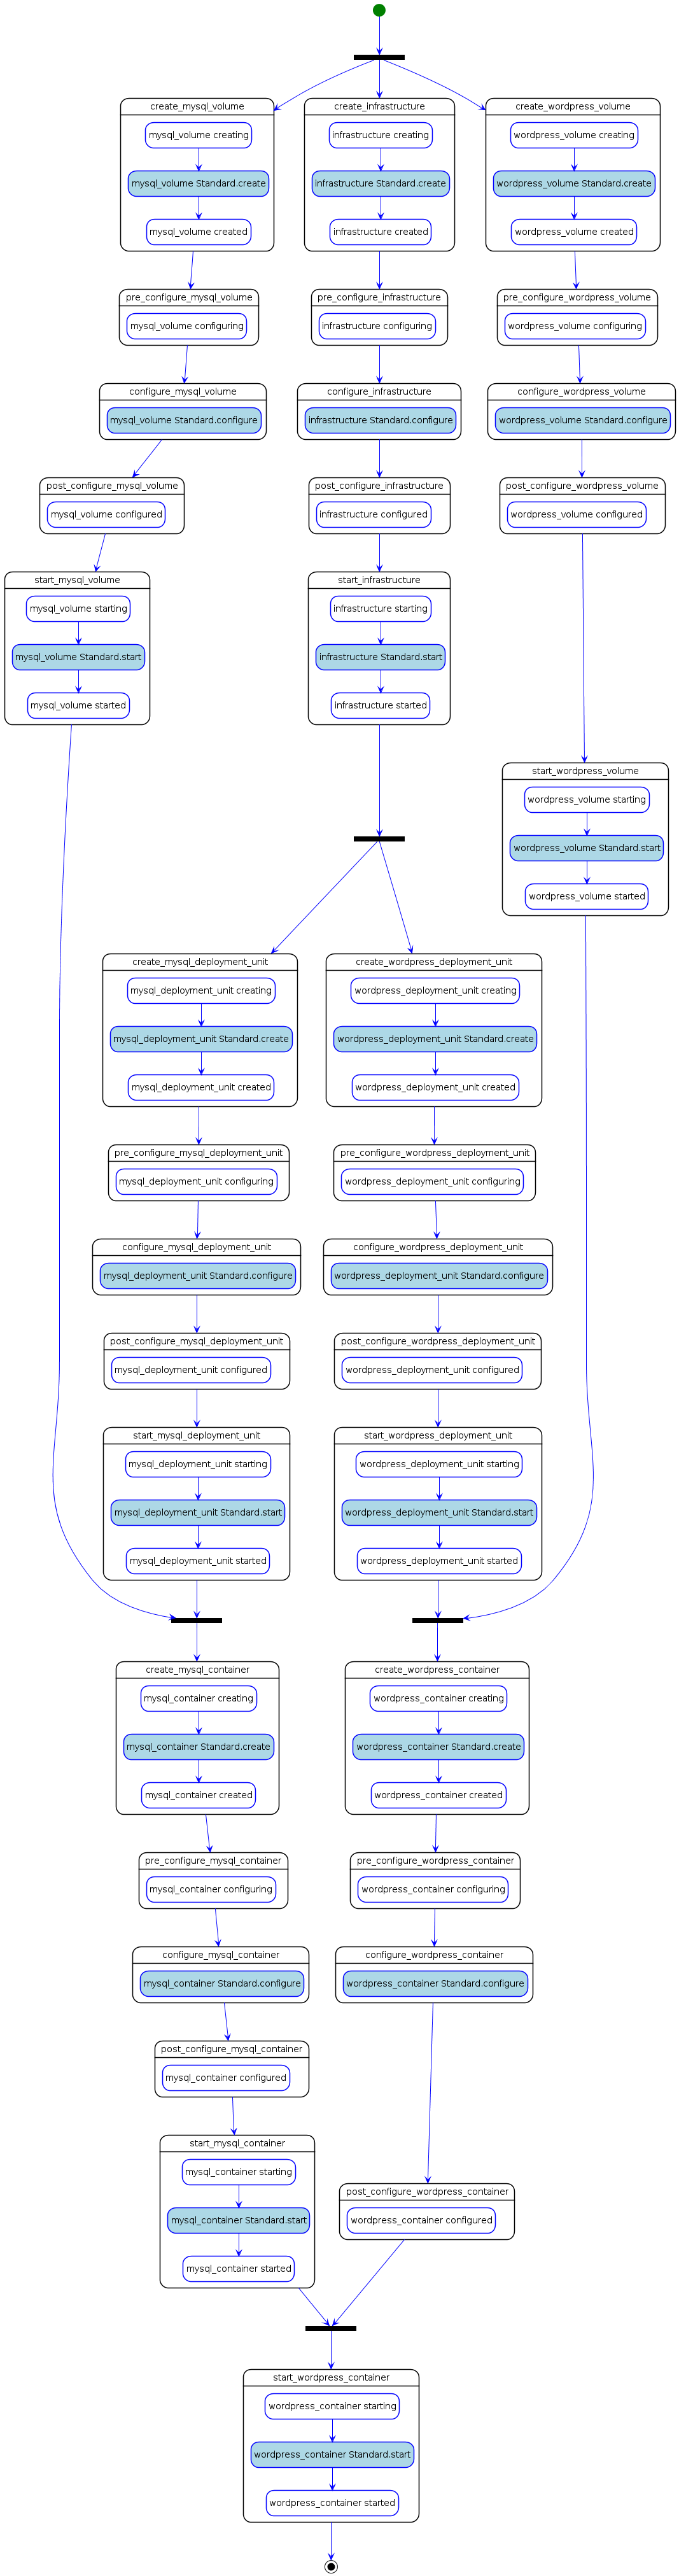 create_mysql_volume
mysql_volume creating
mysql_volume Standard.create
mysql_volume created
create_infrastructure
infrastructure creating
infrastructure Standard.create
infrastructure created
create_wordpress_volume
wordpress_volume creating
wordpress_volume Standard.create
wordpress_volume created
pre_configure_mysql_volume
mysql_volume configuring
pre_configure_infrastructure
infrastructure configuring
pre_configure_wordpress_volume
wordpress_volume configuring
configure_mysql_volume
mysql_volume Standard.configure
configure_infrastructure
infrastructure Standard.configure
configure_wordpress_volume
wordpress_volume Standard.configure
post_configure_mysql_volume
mysql_volume configured
post_configure_infrastructure
infrastructure configured
post_configure_wordpress_volume
wordpress_volume configured
start_mysql_volume
mysql_volume starting
mysql_volume Standard.start
mysql_volume started
start_infrastructure
infrastructure starting
infrastructure Standard.start
infrastructure started
start_wordpress_volume
wordpress_volume starting
wordpress_volume Standard.start
wordpress_volume started
create_mysql_deployment_unit
mysql_deployment_unit creating
mysql_deployment_unit Standard.create
mysql_deployment_unit created
create_wordpress_deployment_unit
wordpress_deployment_unit creating
wordpress_deployment_unit Standard.create
wordpress_deployment_unit created
pre_configure_mysql_deployment_unit
mysql_deployment_unit configuring
pre_configure_wordpress_deployment_unit
wordpress_deployment_unit configuring
configure_mysql_deployment_unit
mysql_deployment_unit Standard.configure
configure_wordpress_deployment_unit
wordpress_deployment_unit Standard.configure
post_configure_mysql_deployment_unit
mysql_deployment_unit configured
post_configure_wordpress_deployment_unit
wordpress_deployment_unit configured
start_mysql_deployment_unit
mysql_deployment_unit starting
mysql_deployment_unit Standard.start
mysql_deployment_unit started
start_wordpress_deployment_unit
wordpress_deployment_unit starting
wordpress_deployment_unit Standard.start
wordpress_deployment_unit started
create_mysql_container
mysql_container creating
mysql_container Standard.create
mysql_container created
create_wordpress_container
wordpress_container creating
wordpress_container Standard.create
wordpress_container created
pre_configure_mysql_container
mysql_container configuring
pre_configure_wordpress_container
wordpress_container configuring
configure_mysql_container
mysql_container Standard.configure
configure_wordpress_container
wordpress_container Standard.configure
post_configure_mysql_container
mysql_container configured
start_mysql_container
mysql_container starting
mysql_container Standard.start
mysql_container started
post_configure_wordpress_container
wordpress_container configured
start_wordpress_container
wordpress_container starting
wordpress_container Standard.start
wordpress_container started